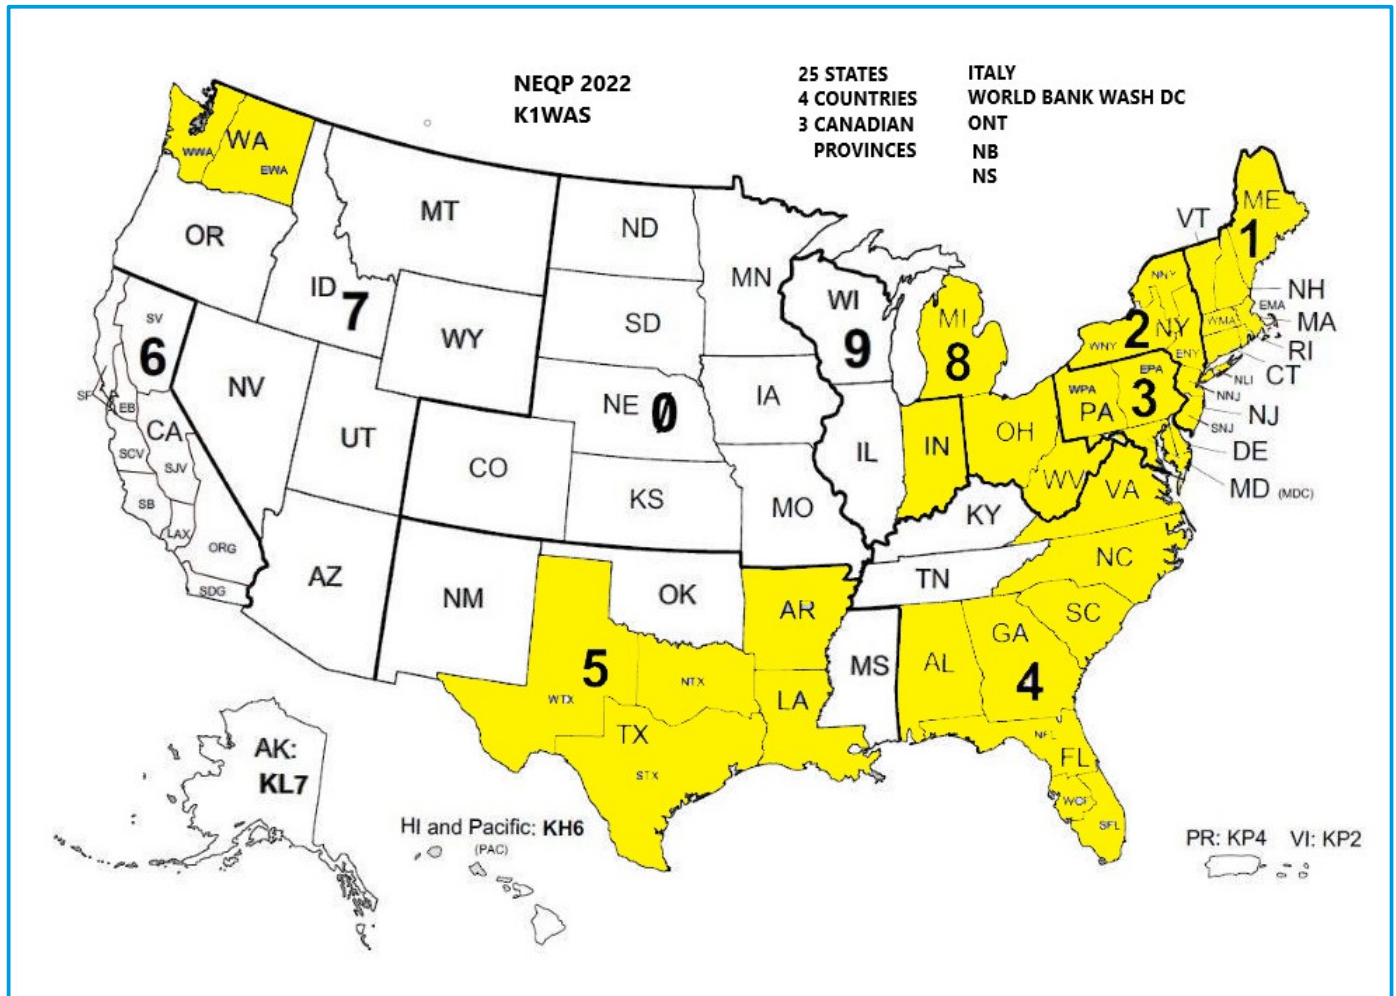 NEQP 2022
K1WAS
25 STATES
4 COUNTRIES
3 CANADIAN
PROVINCES
ITALY
WORLD BANK WASH DC
ONT
NB
NS
WA
WWA
EWA
OR
MT
ID
7
WY
ND
SD
MN
WI
9
MI
8
NE
0
IA
SV
6
NV
UT
CO
KS
MO
IL
IN
OH
KY
SF
EB
CA
SCV
SJV
SB
LAX
ORG
SDG
AZ
NM
OK
AR
TN
MS
AL
GA
4
SC
NC
VA
WV
WTX
5
NTX
TX
STX
LA
NFL
FL
WCF
SFL
VT
ME
1
NNY
2
NY
WNY
ENY
WMA
EMA
NH
MA
RI
CT
NLI
NNJ
NJ
SNJ
DE
MD (MDC)
EPA
WPA
PA
3
AK:
KL7
HI and Pacific: KH6
(PAC)
PR: KP4 VI: KP2